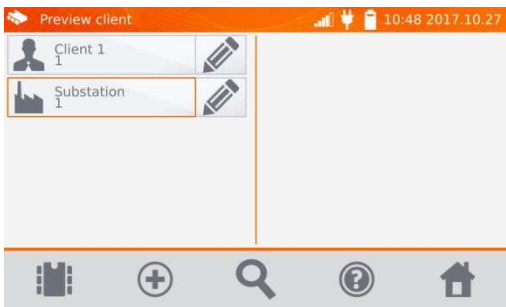 Preview client
10:48 2017.10.27
Client 1
1
Substation
1